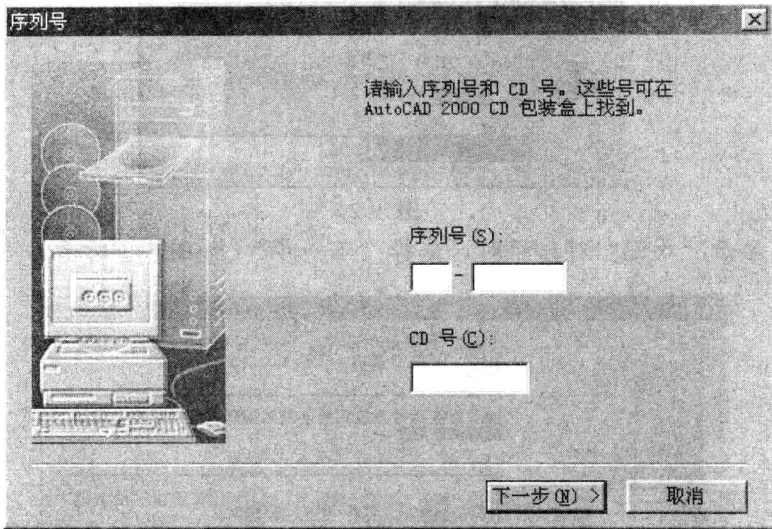 序列号
请输入序列号和 CD 号。这些号可在
AutoCAD 2000 CD 包装盒上找到。
序列号(S):
-
CD 号(C):
下一步(N) >
取消